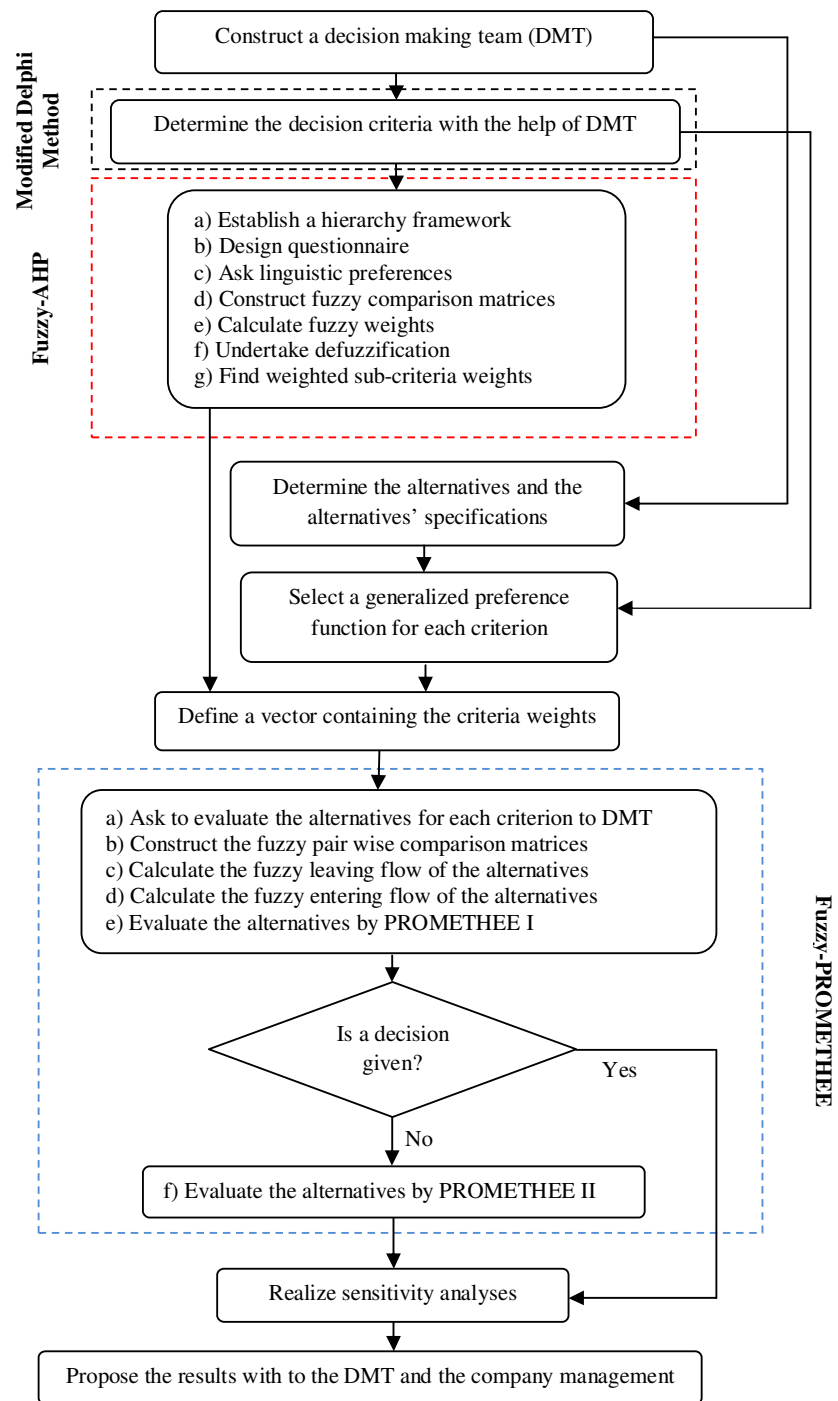 Construct a decision making team (DMT)
Modified Delphi
Method
Determine the decision criteria with the help of DMT
Fuzzy-AHP
a) Establish a hierarchy framework
b) Design questionnaire
c) Ask linguistic preferences
d) Construct fuzzy comparison matrices
e) Calculate fuzzy weights
f) Undertake defuzzification
g) Find weighted sub-criteria weights
Determine the alternatives and the
alternatives’ specifications
Select a generalized preference
function for each criterion
Define a vector containing the criteria weights
Fuzzy-PROMETHEE
a) Ask to evaluate the alternatives for each criterion to DMT
b) Construct the fuzzy pair wise comparison matrices
c) Calculate the fuzzy leaving flow of the alternatives
d) Calculate the fuzzy entering flow of the alternatives
e) Evaluate the alternatives by PROMETHEE I
Is a decision
given?
Yes
No
f) Evaluate the alternatives by PROMETHEE II
Realize sensitivity analyses
Propose the results with to the DMT and the company management